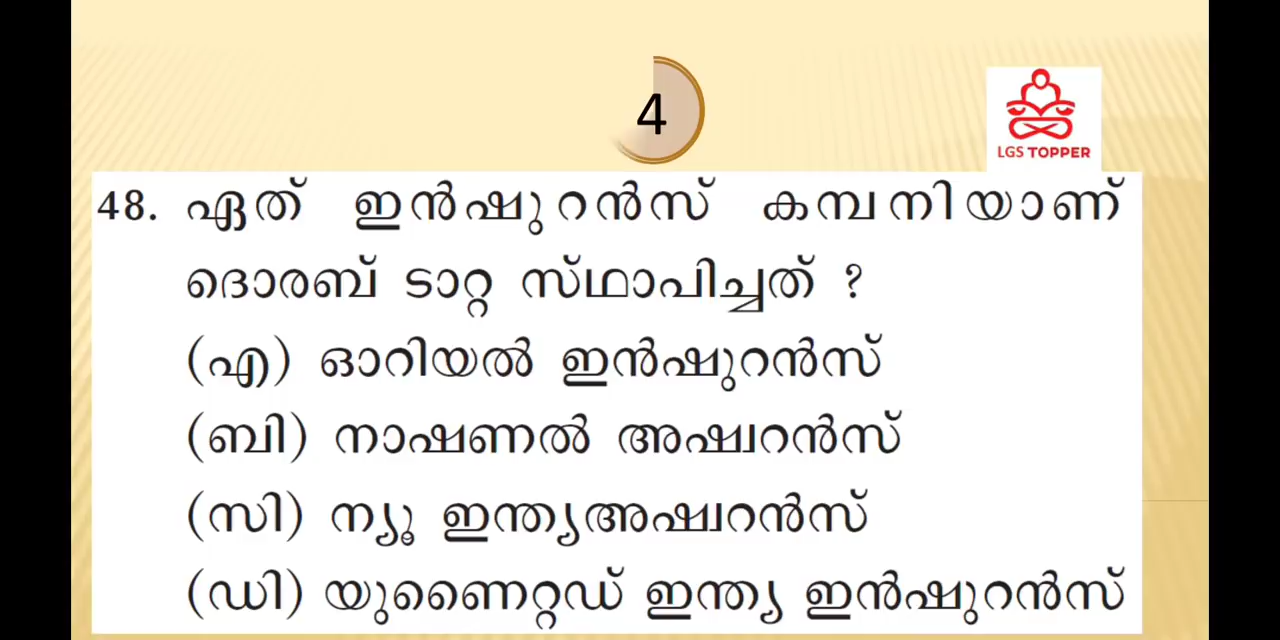 4
LGS TOPPER
48. ഏത് ഇൻഷുറൻസ് കമ്പനിയാണ്
ദൊരബ് ടാറ്റ സ്ഥാപിച്ചത് ?
(എ) ഓറിയൽ ഇൻഷുറൻസ്
(ബി) നാഷണൽ അഷ്വറൻസ്
(സി) ന്യൂ ഇന്ത്യഅഷ്വറൻസ്
(ഡി) യുണൈറ്റഡ് ഇന്ത്യ ഇൻഷുറൻസ്